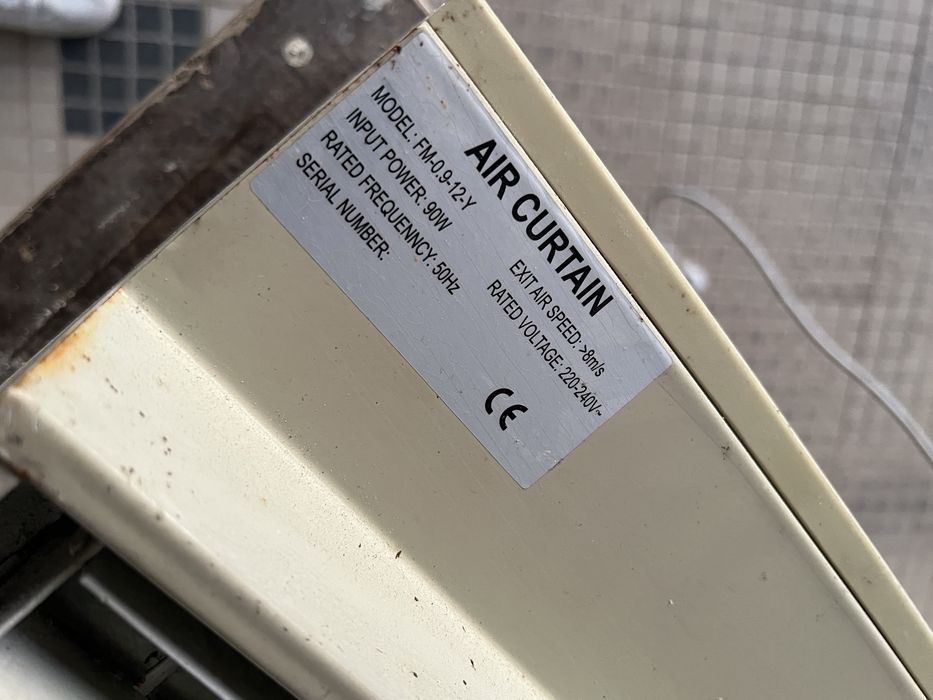 AIR CURTAIN
MODEL: FM-0.9-12-Y
EXIT AIR SPEED: >8m/s
INPUT POWER: 90W
RATED VOLTAGE: 220-240V~
RATED FREQUENNCY: 50Hz
SERIAL NUMBER:
CE